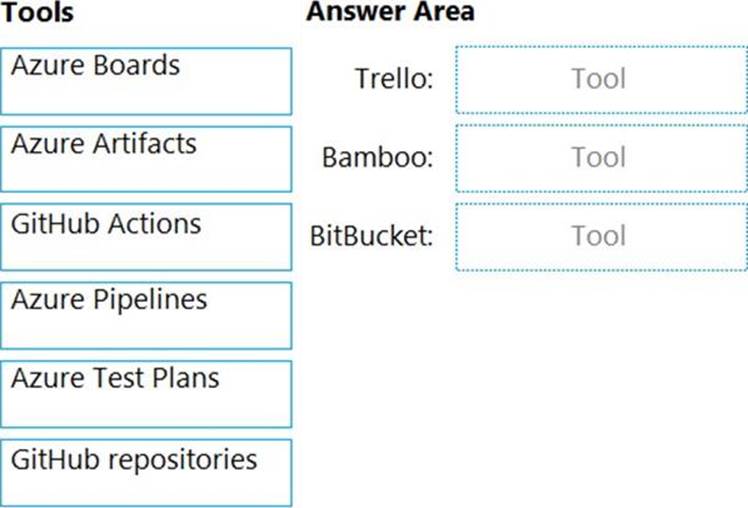 Tools
Azure Boards
Azure Artifacts
GitHub Actions
Azure Pipelines
Azure Test Plans
GitHub repositories
Answer Area
Trello: Tool
Bamboo: Tool
BitBucket: Tool